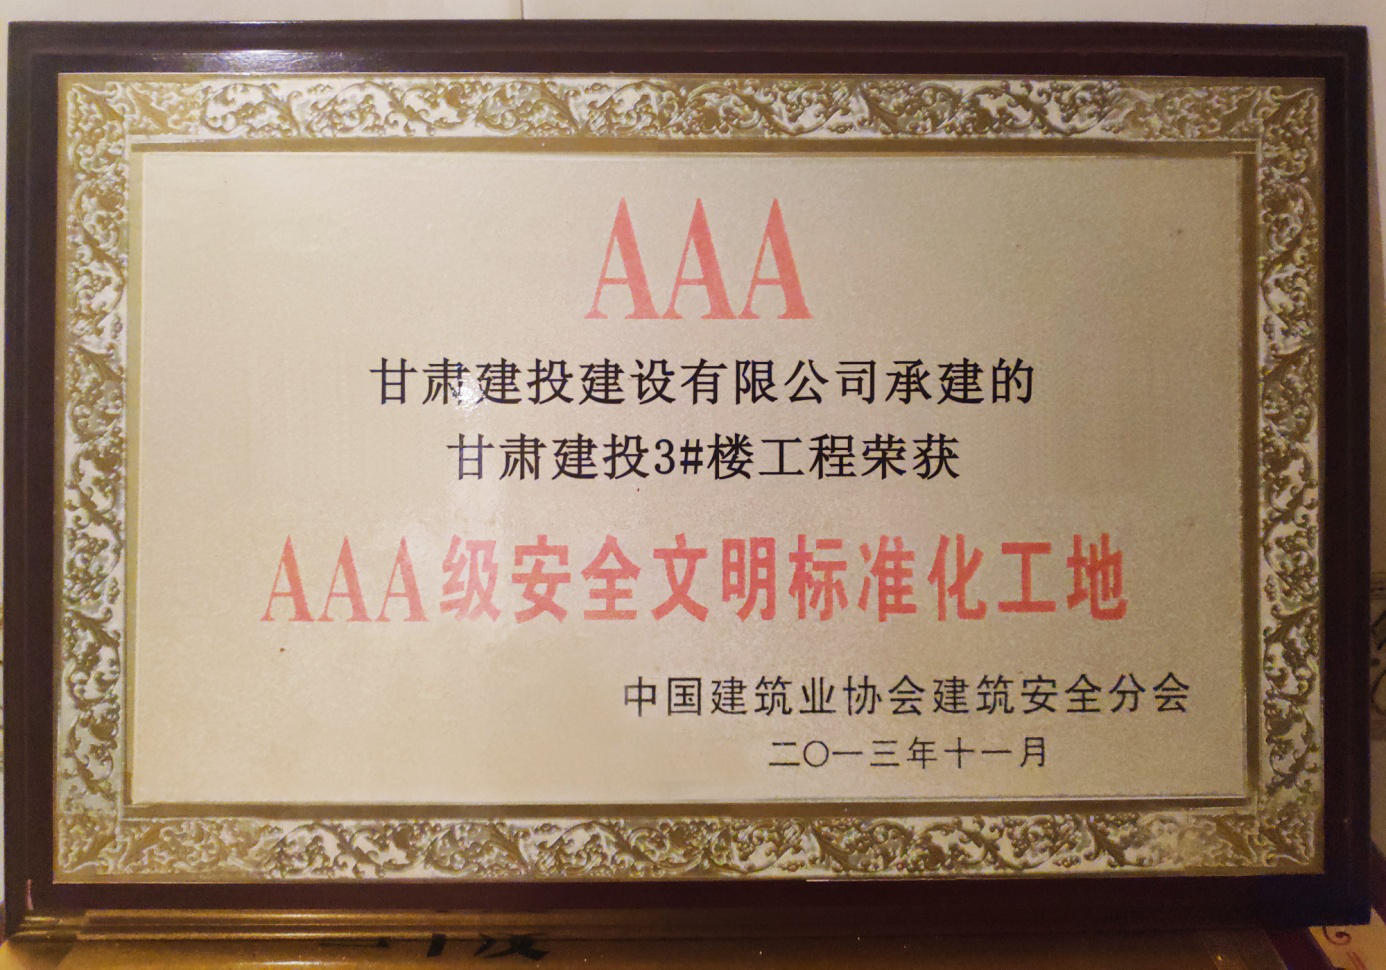 AAA
甘肃建投建设有限公司承建的
甘肃建投3#楼工程荣获
AAA级安全文明标准化工地
中国建筑业协会建筑安全分会
二〇一三年十一月